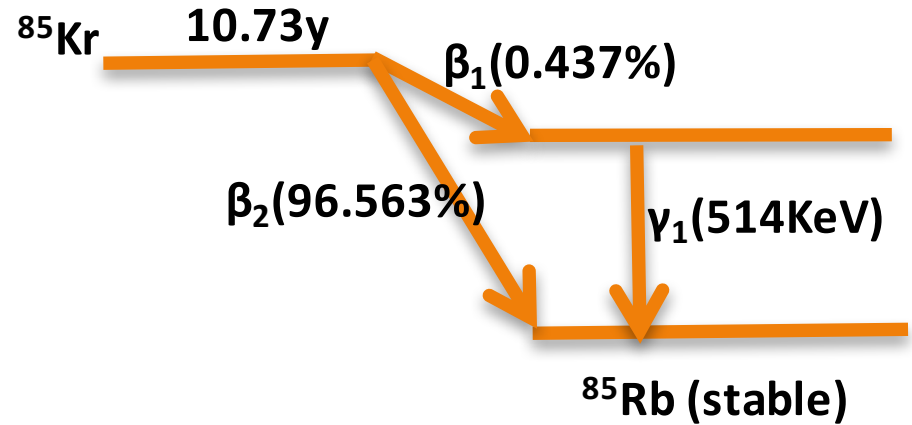 ⁸⁵Kr
10.73y
β₁(0.437%)
β₂(96.563%)
γ₁(514KeV)
⁸⁵Rb (stable)